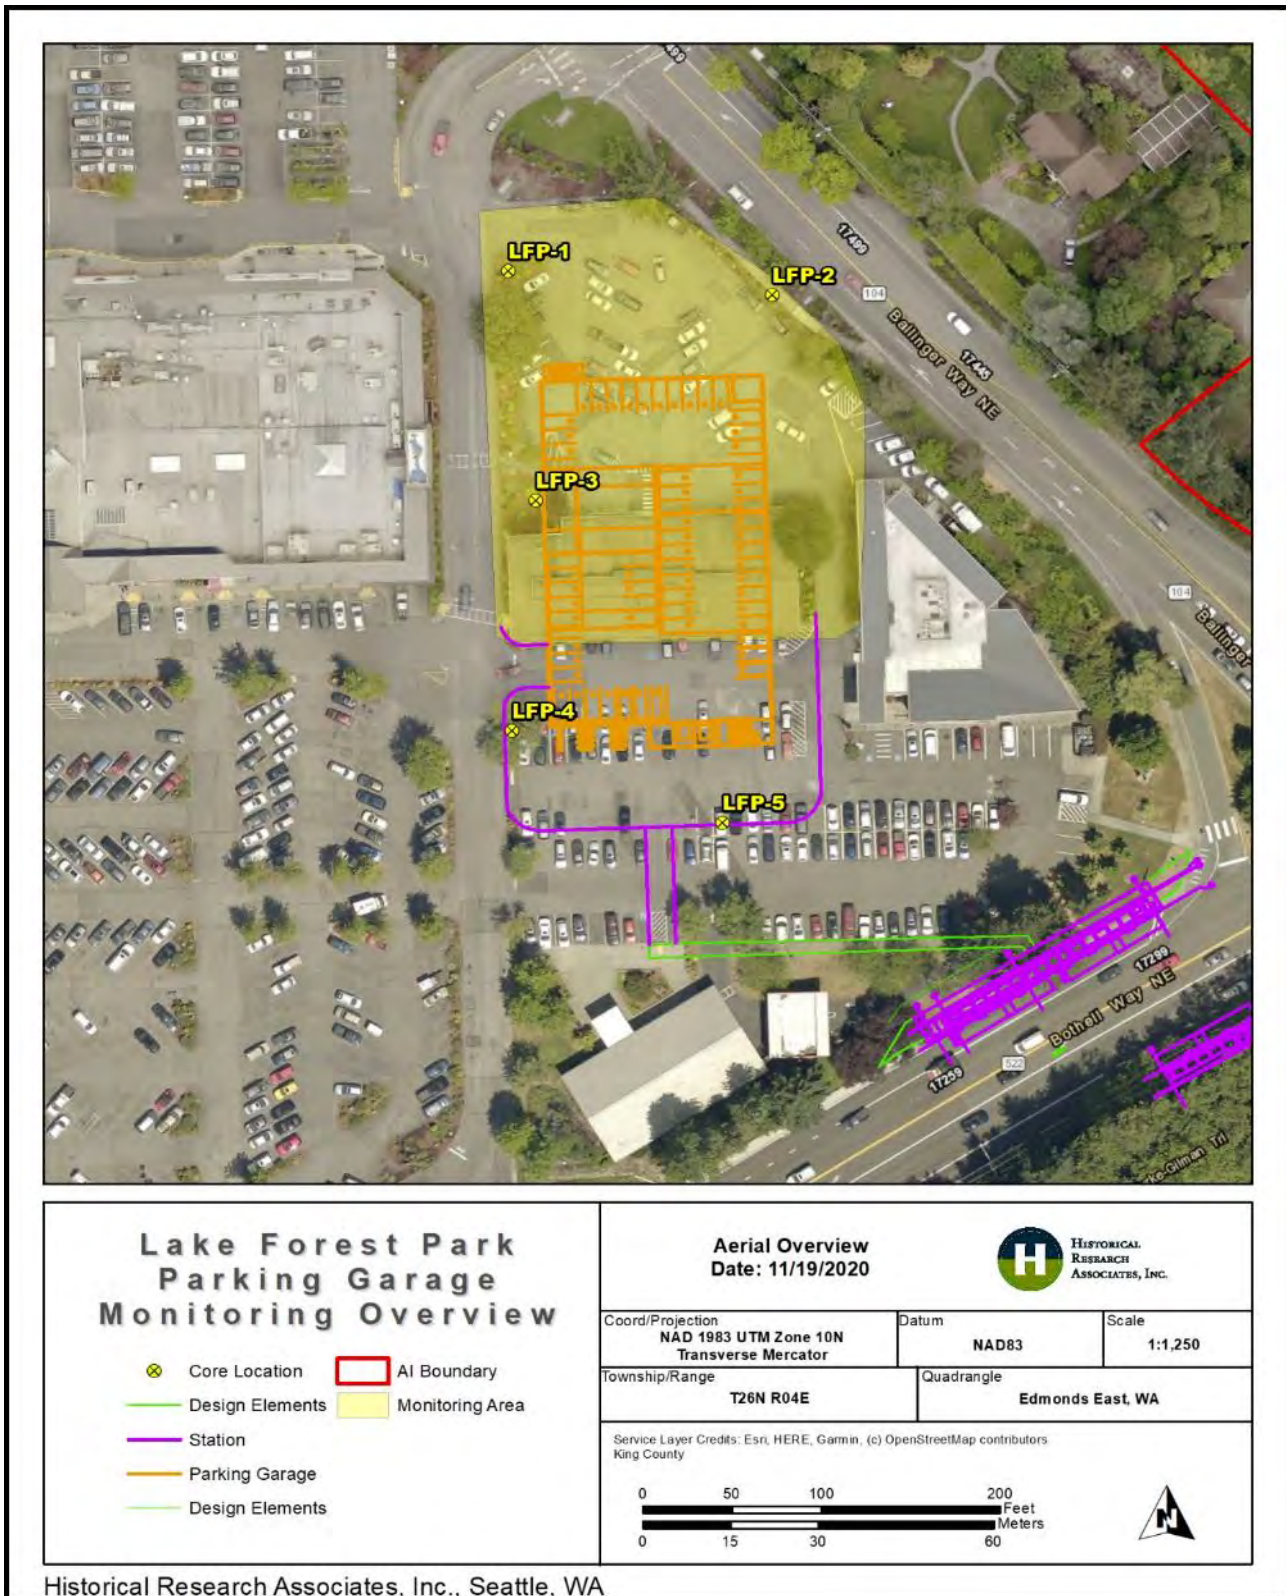 17499
LFP-1
LFP-2
17499
104
Ballinger Way NE
17445
LFP-3
104
Ballinger
LFP-4
LFP-5
17299
Bothell Way NE
522
17259
ke-Gilman Trl
Lake Forest Park
Parking Garage
Monitoring Overview
Core Location
AI Boundary
Design Elements
Monitoring Area
Station
Parking Garage
Design Elements
Aerial Overview
Date: 11/19/2020
H
HISTORICAL
RESEARCH
ASSOCIATES, INC.
Coord/Projection
NAD 1983 UTM Zone 10N
Transverse Mercator
Datum
NAD83
Scale
1:1,250
Township/Range
T26N R04E
Quadrangle
Edmonds East, WA
Service Layer Credits: Esri, HERE, Garmin, (c) OpenStreetMap contributors
King County
0 50 100 200
Feet
Meters
0 15 30 60
N
Historical Research Associates, Inc., Seattle, WA